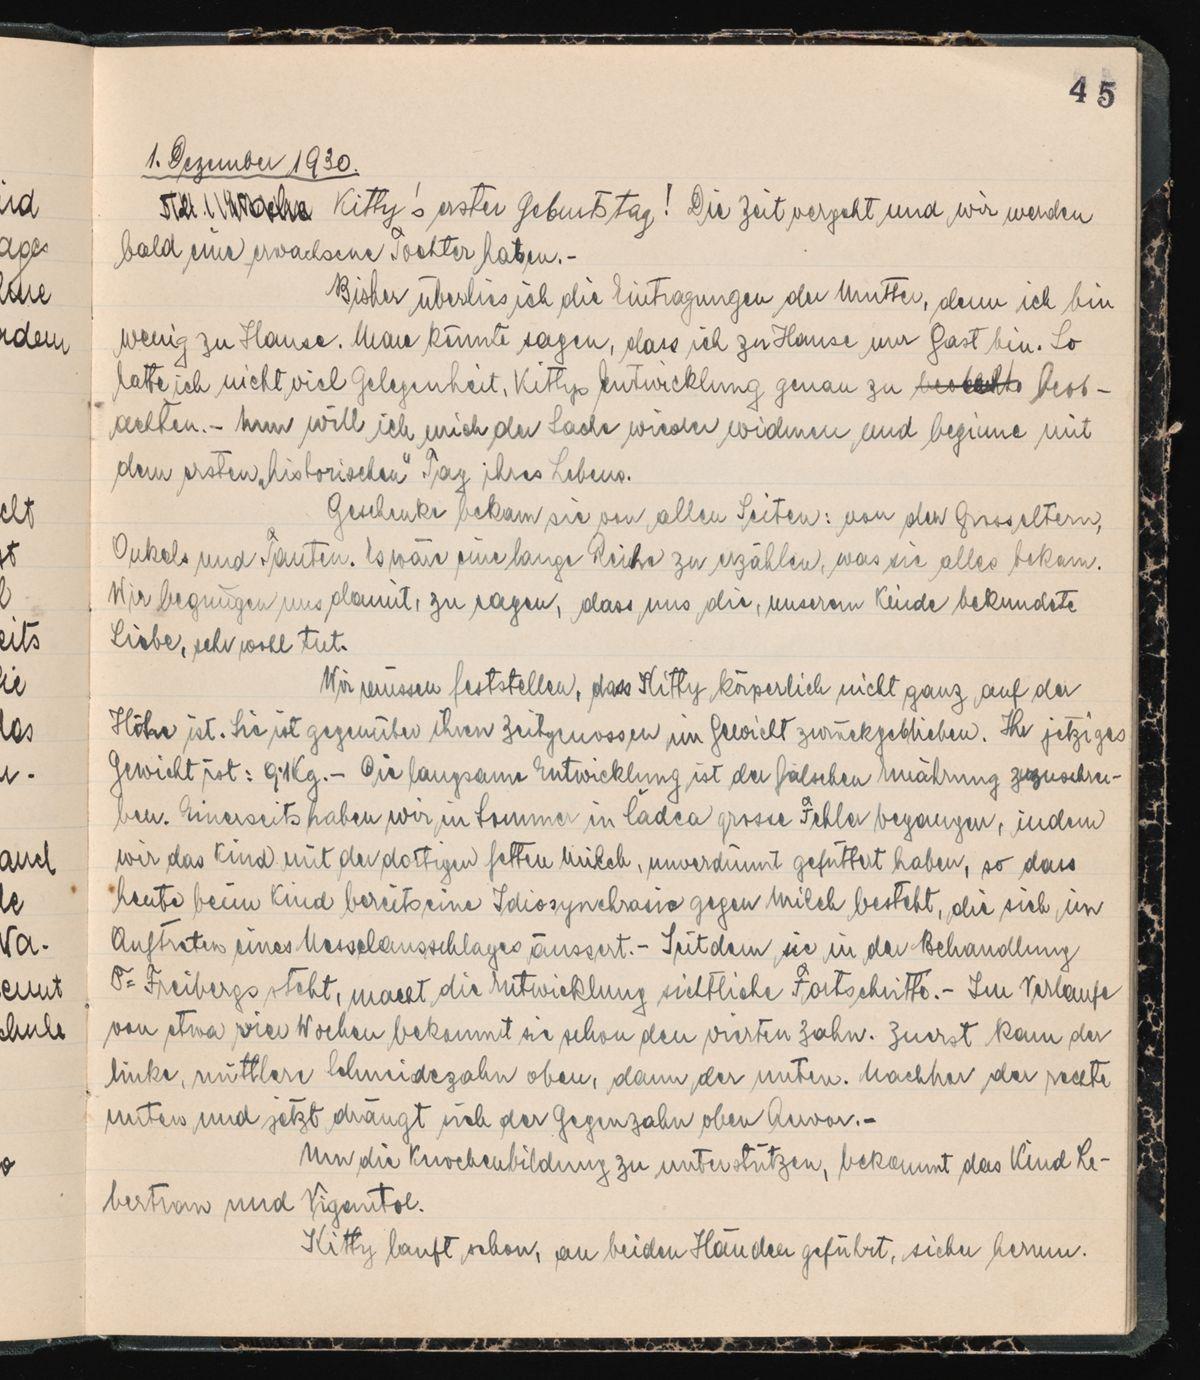 45
1. Dezember 1930.
Kitty's erster Geburtstag! Die Zeit vergeht und wir werden
bald eine erwachsene Tochter haben.-
Bisher überliess ich die Eintragungen der Mutter, denn ich bin
wenig zu Hause. Man könnte sagen, dass ich zu Hause nur Gast bin. So
hatte ich nicht viel Gelegenheit, Kittys Entwicklung genau zu beob-
achten.- Nun will ich mich der Sache wieder widmen und beginne mit
dem ersten „historischen" Tag ihres Lebens.
Geschenke bekam sie von allen Seiten: von den Grosseltern,
Onkels und Tanten. Es wäre eine lange Reihe zu erzählen, was sie alles bekam.
Wir begnügen uns damit, zu sagen, dass uns die, unserem Kinde bekundete
Liebe, sehr wohl tut.
Wir müssen feststellen, dass Kitty körperlich nicht ganz auf der
Höhe ist. Sie ist gegenüber ihren Zeitgenossen im Gewicht zurückgeblieben. Ihr jetziges
Gewicht ist: 9·1Kg.- Die langsame Entwicklung ist der falschen Ernährung zuzuschrei-
ben. Einerseits haben wir im Sommer in Čadca grosse Fehler begangen, indem
wir das Kind mit der dortigen fetten Milch, unverdünnt gefüttert haben, so dass
heute beim Kind bereits eine Idiosynchrasie gegen Milch besteht, die sich im
Auftreten eines Nesselausschlages äussert.- Seitdem sie in der Behandlung
Dr Freibergs steht, macht die Entwicklung sichtliche Fortschritte.- Im Verlaufe
von etwa vier Wochen bekommt sie schon den vierten Zahn. Zuerst kam der
linke, mittlere Schneidezahn oben, dann der unten. Nachher der rechte
unten und jetzt drängt sich der Gegenzahn oben hervor.-
Um die Knochenbildung zu unterstützen, bekommt das Kind Le-
bertran und Vigantol.
Kitty lauft schon, an beiden Händen geführt, sicher herum.